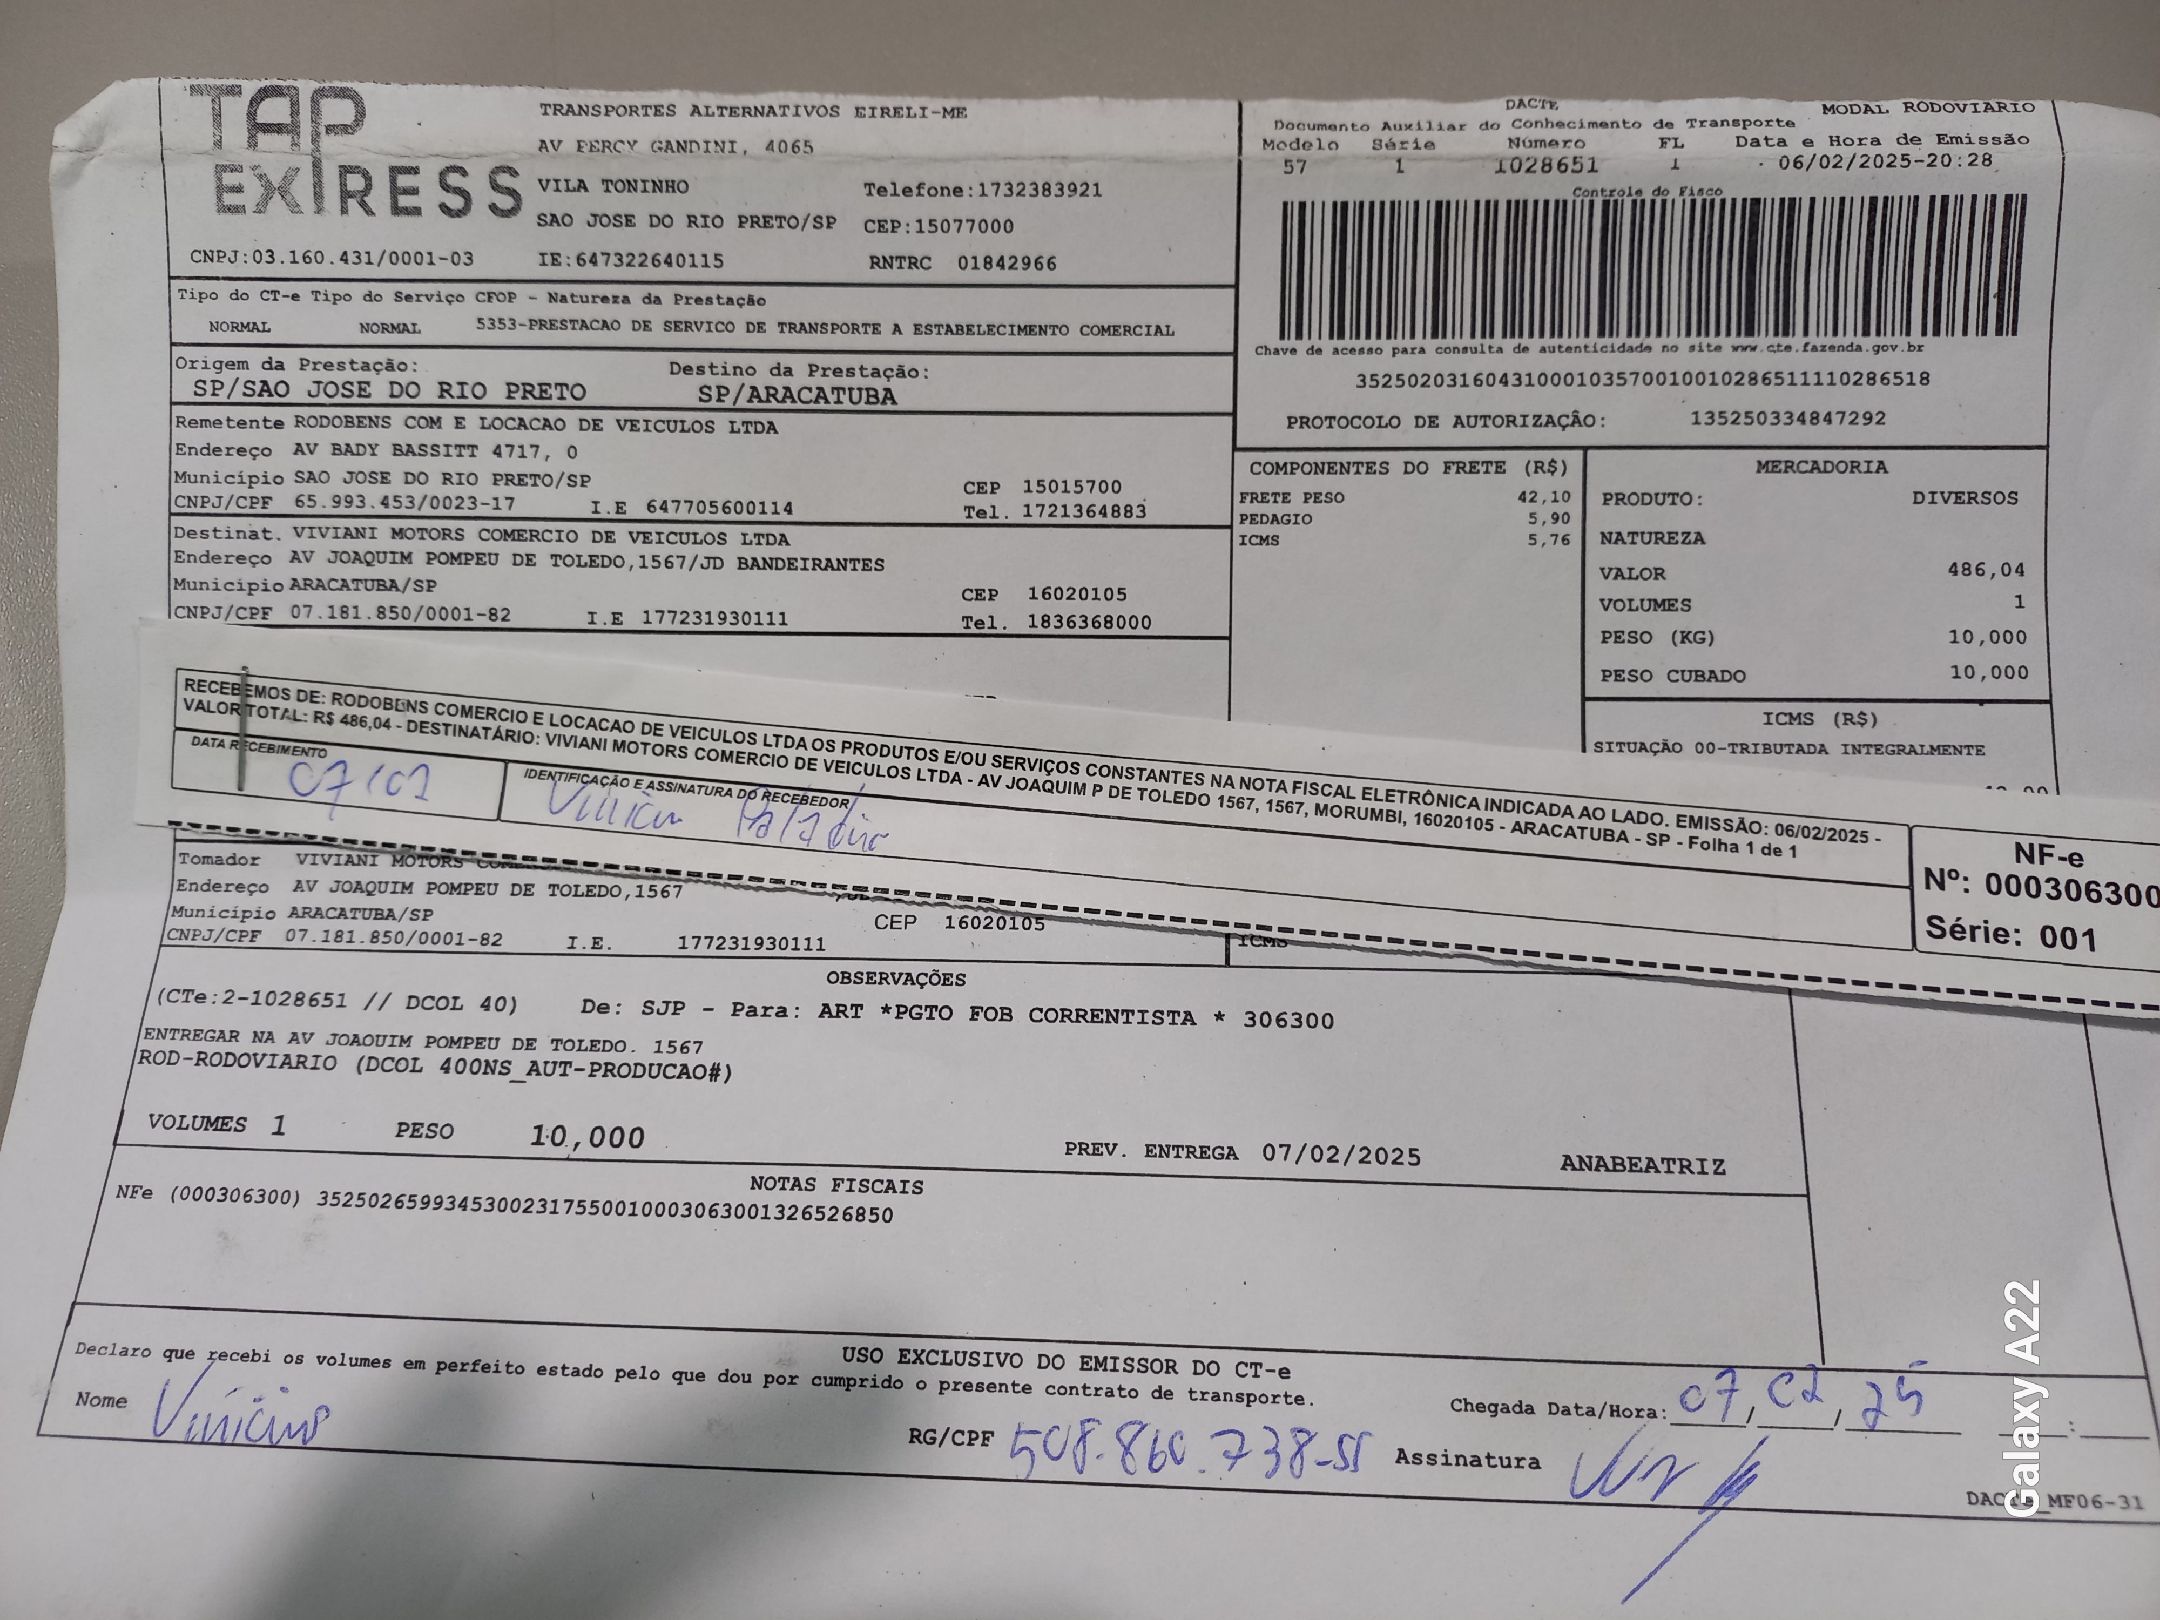 TAP
EXPRESS
TRANSPORTES ALTERNATIVOS EIRELI-ME
AV PERCY GANDINI, 4065
VILA TONINHO Telefone:1732383921
SAO JOSE DO RIO PRETO/SP CEP:15077000
CNPJ:03.160.431/0001-03 IE:647322640115 RNTRC 01842966
DACTE MODAL RODOVIARIO
Documento Auxiliar do Conhecimento de Transporte
Modelo Série Número FL Data e Hora de Emissão
57 1 1028651 1 06/02/2025-20:28
Controle do Fisco
Chave de acesso para consulta de autenticidade no site www.cte.fazenda.gov.br
35250203160431000103570010010286511110286518
PROTOCOLO DE AUTORIZAÇÃO: 135250334847292
Tipo do CT-e Tipo do Serviço CFOP - Natureza da Prestação
NORMAL NORMAL 5353-PRESTACAO DE SERVICO DE TRANSPORTE A ESTABELECIMENTO COMERCIAL
Origem da Prestação: Destino da Prestação:
SP/SAO JOSE DO RIO PRETO SP/ARACATUBA
Remetente RODOBENS COM E LOCACAO DE VEICULOS LTDA
Endereço AV BADY BASSITT 4717, 0
Município SAO JOSE DO RIO PRETO/SP CEP 15015700
CNPJ/CPF 65.993.453/0023-17 I.E 647705600114 Tel. 1721364883
Destinat. VIVIANI MOTORS COMERCIO DE VEICULOS LTDA
Endereço AV JOAQUIM POMPEU DE TOLEDO,1567/JD BANDEIRANTES
Município ARACATUBA/SP CEP 16020105
CNPJ/CPF 07.181.850/0001-82 I.E 177231930111 Tel. 1836368000
COMPONENTES DO FRETE (R$)
FRETE PESO 42,10
PEDAGIO 5,90
ICMS 5,76
MERCADORIA
PRODUTO: DIVERSOS
NATUREZA
VALOR 486,04
VOLUMES 1
PESO (KG) 10,000
PESO CUBADO 10,000
ICMS (R$)
SITUAÇÃO 00-TRIBUTADA INTEGRALMENTE
RECEBEMOS DE: RODOBENS COMERCIO E LOCACAO DE VEICULOS LTDA OS PRODUTOS E/OU SERVIÇOS CONSTANTES NA NOTA FISCAL ELETRÔNICA INDICADA AO LADO. EMISSÃO: 06/02/2025 -
VALOR TOTAL: R$ 486,04 - DESTINATÁRIO: VIVIANI MOTORS COMERCIO DE VEICULOS LTDA - AV JOAQUIM P DE TOLEDO 1567, 1567, MORUMBI, 16020105 - ARACATUBA - SP - Folha 1 de 1
DATA RECEBIMENTO
07/02
IDENTIFICAÇÃO E ASSINATURA DO RECEBEDOR
NF-e
Nº: 000306300
Série: 001
Tomador VIVIANI MOTORS
Endereço AV JOAQUIM POMPEU DE TOLEDO,1567
Município ARACATUBA/SP CEP 16020105
CNPJ/CPF 07.181.850/0001-82 I.E. 177231930111
ICMS
OBSERVAÇÕES
(CTe:2-1028651 // DCOL 40) De: SJP - Para: ART *PGTO FOB CORRENTISTA * 306300
ENTREGAR NA AV JOAQUIM POMPEU DE TOLEDO. 1567
ROD-RODOVIARIO (DCOL 400NS_AUT-PRODUCAO#)
VOLUMES 1 PESO 10,000 PREV. ENTREGA 07/02/2025 ANABEATRIZ
NOTAS FISCAIS
NFe (000306300) 35250265993453002317550010003063001326526850
USO EXCLUSIVO DO EMISSOR DO CT-e
Declaro que recebi os volumes em perfeito estado pelo que dou por cumprido o presente contrato de transporte.
Nome Vinicius RG/CPF 508.860.738-55 Assinatura
Chegada Data/Hora: 07/02/25 :
DACTE_MF06-31
Galaxy A22